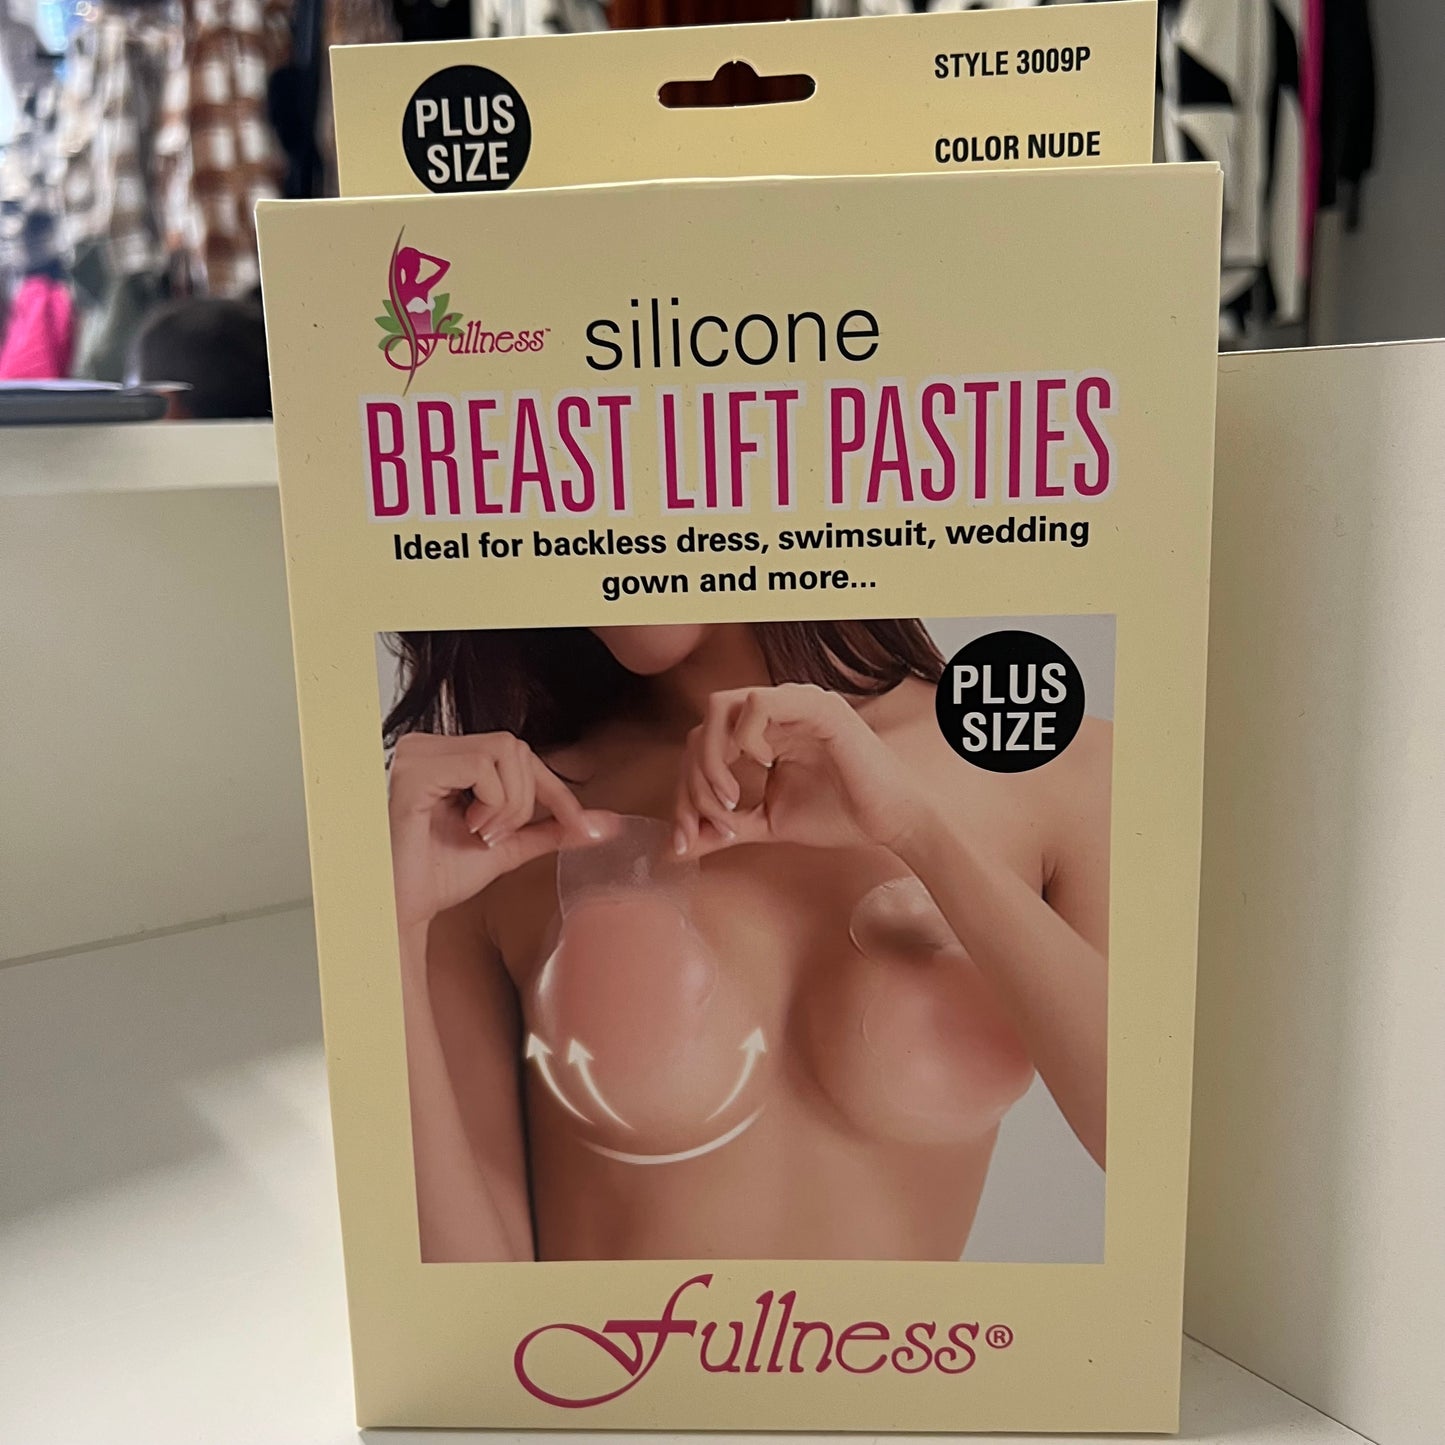 PLUS
SIZE
STYLE 3009P
COLOR NUDE
fullness™
silicone
BREAST LIFT PASTIES
Ideal for backless dress, swimsuit, wedding
gown and more...
PLUS
SIZE
fullness®